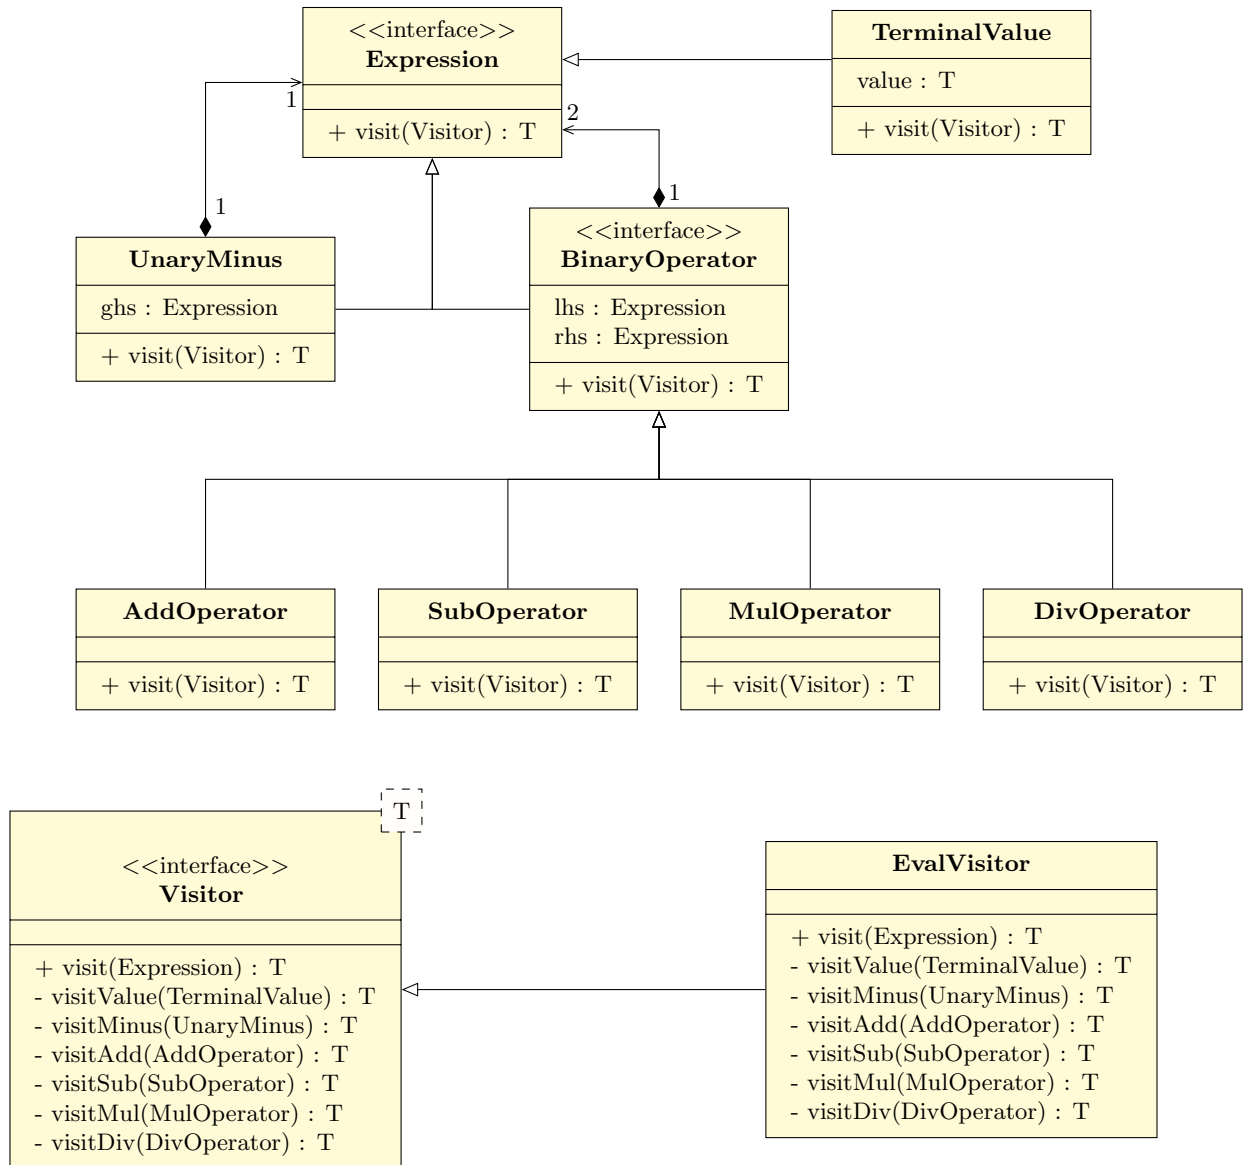 <<interface>>
Expression
+ visit(Visitor) : T
TerminalValue
value : T
+ visit(Visitor) : T
1
2
1
1
UnaryMinus
ghs : Expression
+ visit(Visitor) : T
<<interface>>
BinaryOperator
lhs : Expression
rhs : Expression
+ visit(Visitor) : T
AddOperator
+ visit(Visitor) : T
SubOperator
+ visit(Visitor) : T
MulOperator
+ visit(Visitor) : T
DivOperator
+ visit(Visitor) : T
T
<<interface>>
Visitor
+ visit(Expression) : T
- visitValue(TerminalValue) : T
- visitMinus(UnaryMinus) : T
- visitAdd(AddOperator) : T
- visitSub(SubOperator) : T
- visitMul(MulOperator) : T
- visitDiv(DivOperator) : T
EvalVisitor
+ visit(Expression) : T
- visitValue(TerminalValue) : T
- visitMinus(UnaryMinus) : T
- visitAdd(AddOperator) : T
- visitSub(SubOperator) : T
- visitMul(MulOperator) : T
- visitDiv(DivOperator) : T